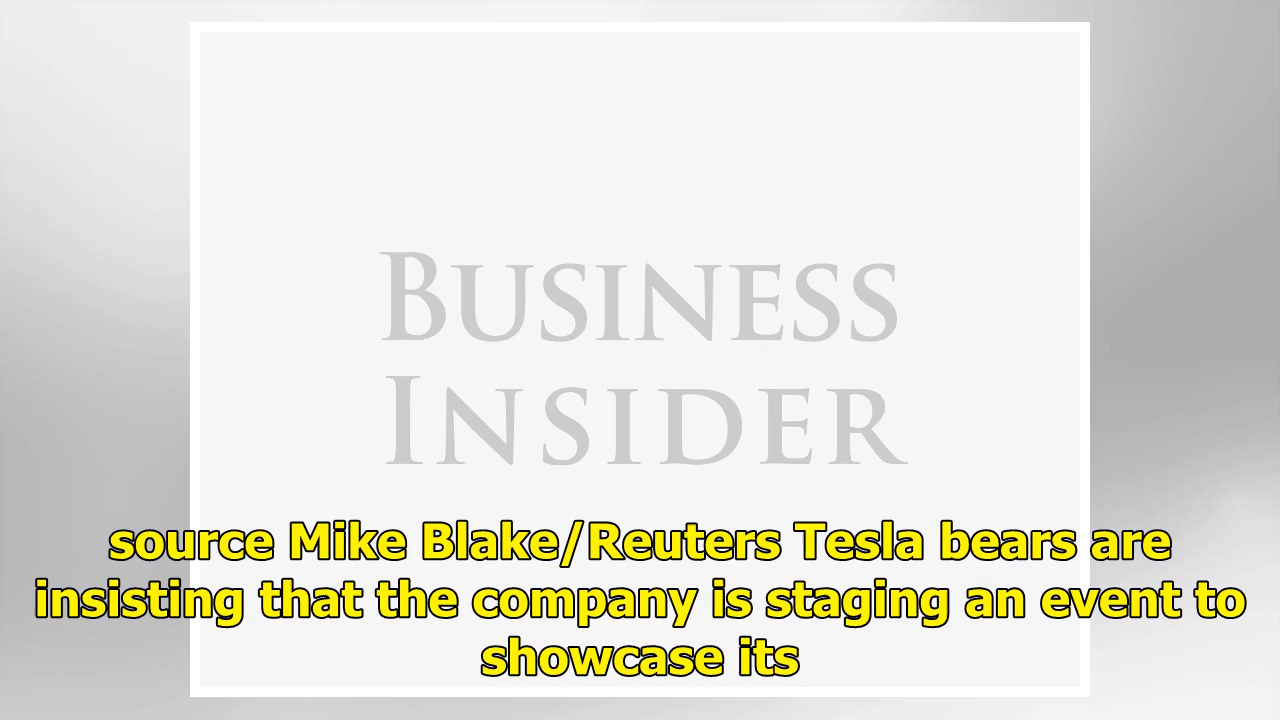 BUSINESS
INSIDER
source Mike Blake/Reuters Tesla bears are
insisting that the company is staging an event to
showcase its